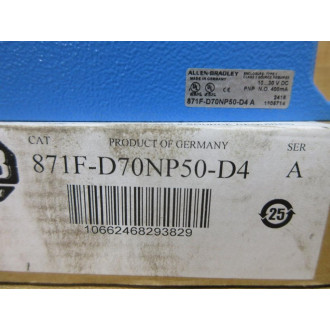 ALLEN-BRADLEY
MADE IN GERMANY
10...30 V DC
PNP N.O. 400mA
871F-D70NP50-D4 A
CAT
PRODUCT OF GERMANY
SER
871F-D70NP50-D4
A
25
10662468293829